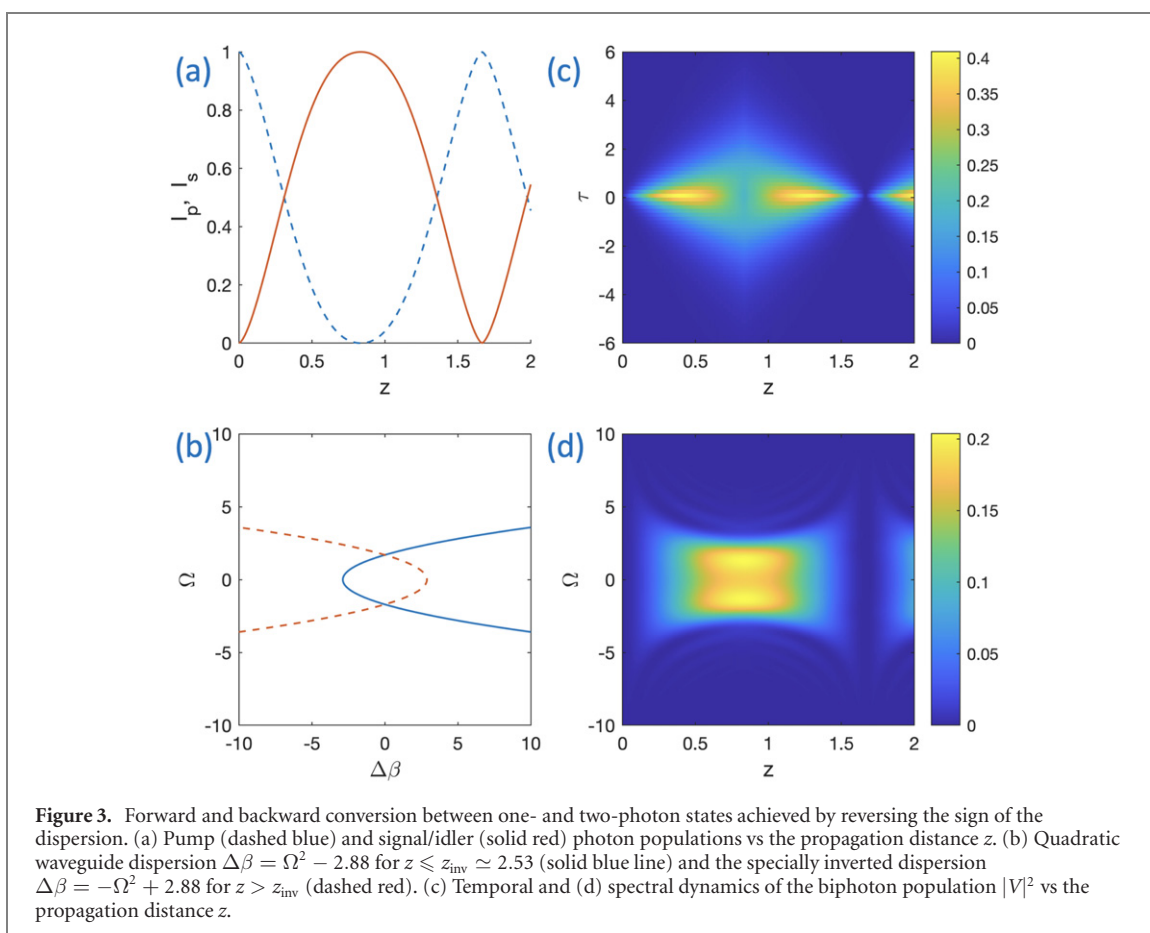 (a)
1
0.8
0.6
0.4
0.2
0
I_p, I_s
0 0.5 1 1.5 2
z
(c)
6
4
2
0
-2
-4
-6
τ
0 0.5 1 1.5 2
z
0.4
0.35
0.3
0.25
0.2
0.15
0.1
0.05
0
(b)
10
5
0
-5
-10
Ω
-10 -5 0 5 10
Δβ
(d)
10
5
0
-5
-10
Ω
0 0.5 1 1.5 2
z
0.2
0.15
0.1
0.05
0
Figure 3. Forward and backward conversion between one- and two-photon states achieved by reversing the sign of the
dispersion. (a) Pump (dashed blue) and signal/idler (solid red) photon populations vs the propagation distance z. (b) Quadratic
waveguide dispersion Δβ = Ω² − 2.88 for z ⩽ z_inv ≃ 2.53 (solid blue line) and the specially inverted dispersion
Δβ = −Ω² + 2.88 for z > z_inv (dashed red). (c) Temporal and (d) spectral dynamics of the biphoton population |V|² vs the
propagation distance z.